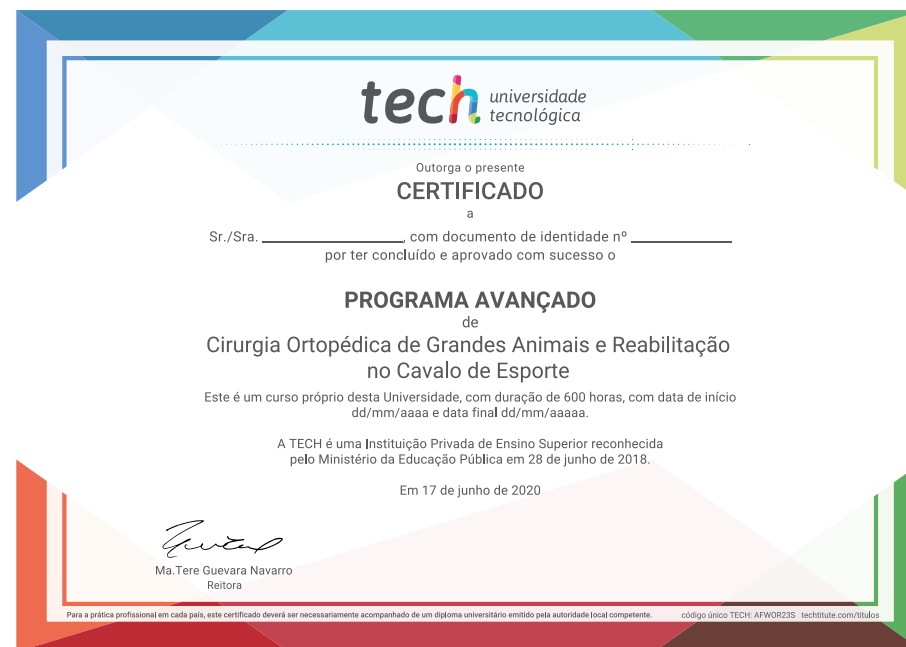 tech universidade
tecnológica
Outorga o presente
CERTIFICADO
a
Sr./Sra. ______________, com documento de identidade nº __________
por ter concluído e aprovado com sucesso o
PROGRAMA AVANÇADO
de
Cirurgia Ortopédica de Grandes Animais e Reabilitação
no Cavalo de Esporte
Este é um curso próprio desta Universidade, com duração de 600 horas, com data de início
dd/mm/aaaa e data final dd/mm/aaaaa.
A TECH é uma Instituição Privada de Ensino Superior reconhecida
pelo Ministério da Educação Pública em 28 de junho de 2018.
Em 17 de junho de 2020
Ma.Tere Guevara Navarro
Reitora
Para a prática profissional em cada país, este certificado deverá ser necessariamente acompanhado de um diploma universitário emitido pela autoridade local competente. código único TECH: AFWOR23S techtitute.com/titulos